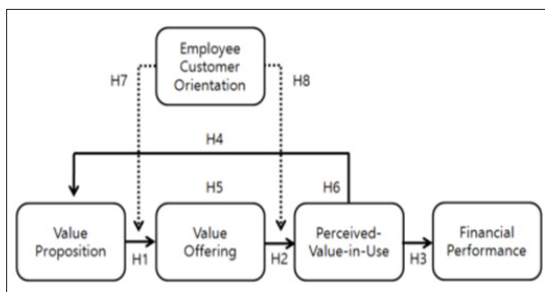 Employee
Customer
Orientation
H7
H8
H4
H5
H6
Value
Proposition
H1
Value
Offering
H2
Perceived-
Value-in-Use
H3
Financial
Performance